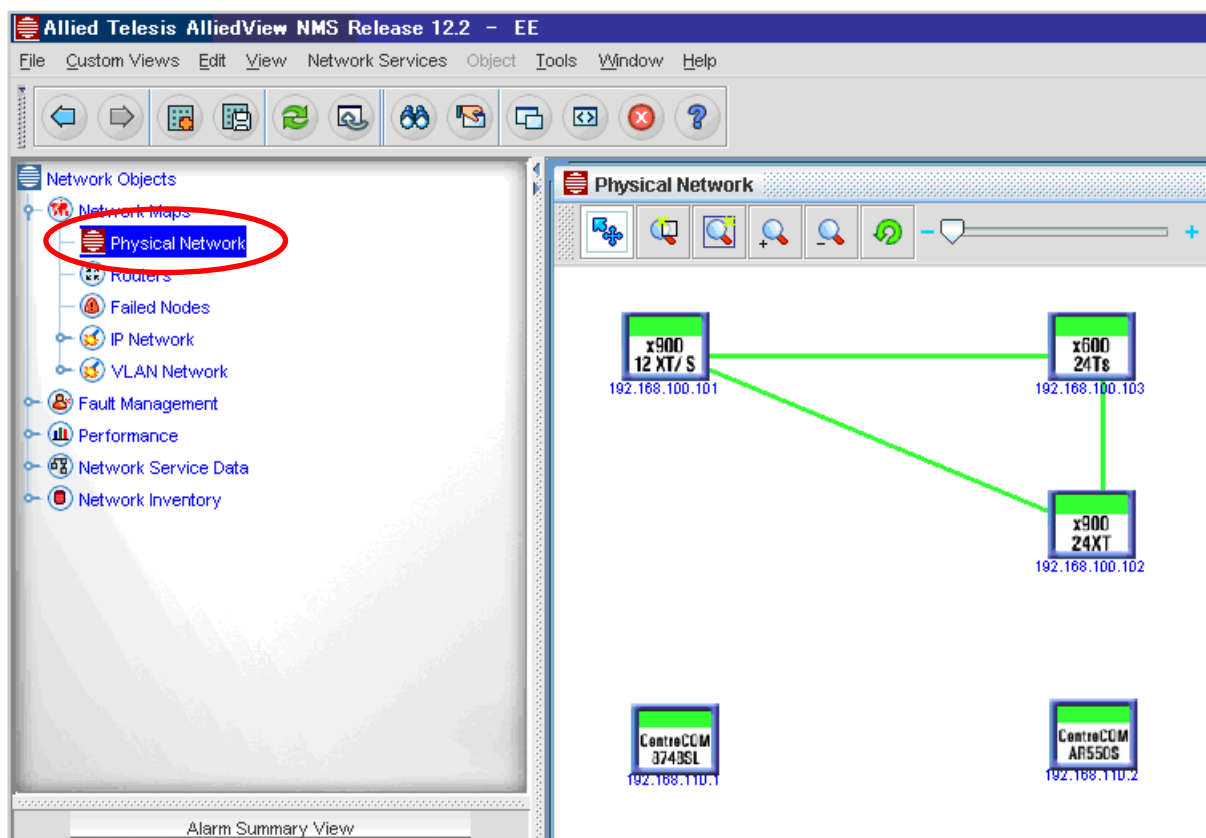 Allied Telesis AlliedView NMS Release 12.2 - EE
File Custom Views Edit View Network Services Object Tools Window Help
Network Objects
Network Maps
Physical Network
Routers
Failed Nodes
IP Network
VLAN Network
Fault Management
Performance
Network Service Data
Network Inventory
Alarm Summary View
Physical Network
x900
12 XT/S
192.168.100.101
x600
24Ts
192.168.100.103
x900
24XT
192.168.100.102
CentreCOM
8748SL
192.168.110.1
CentreCOM
AR550S
192.168.110.2